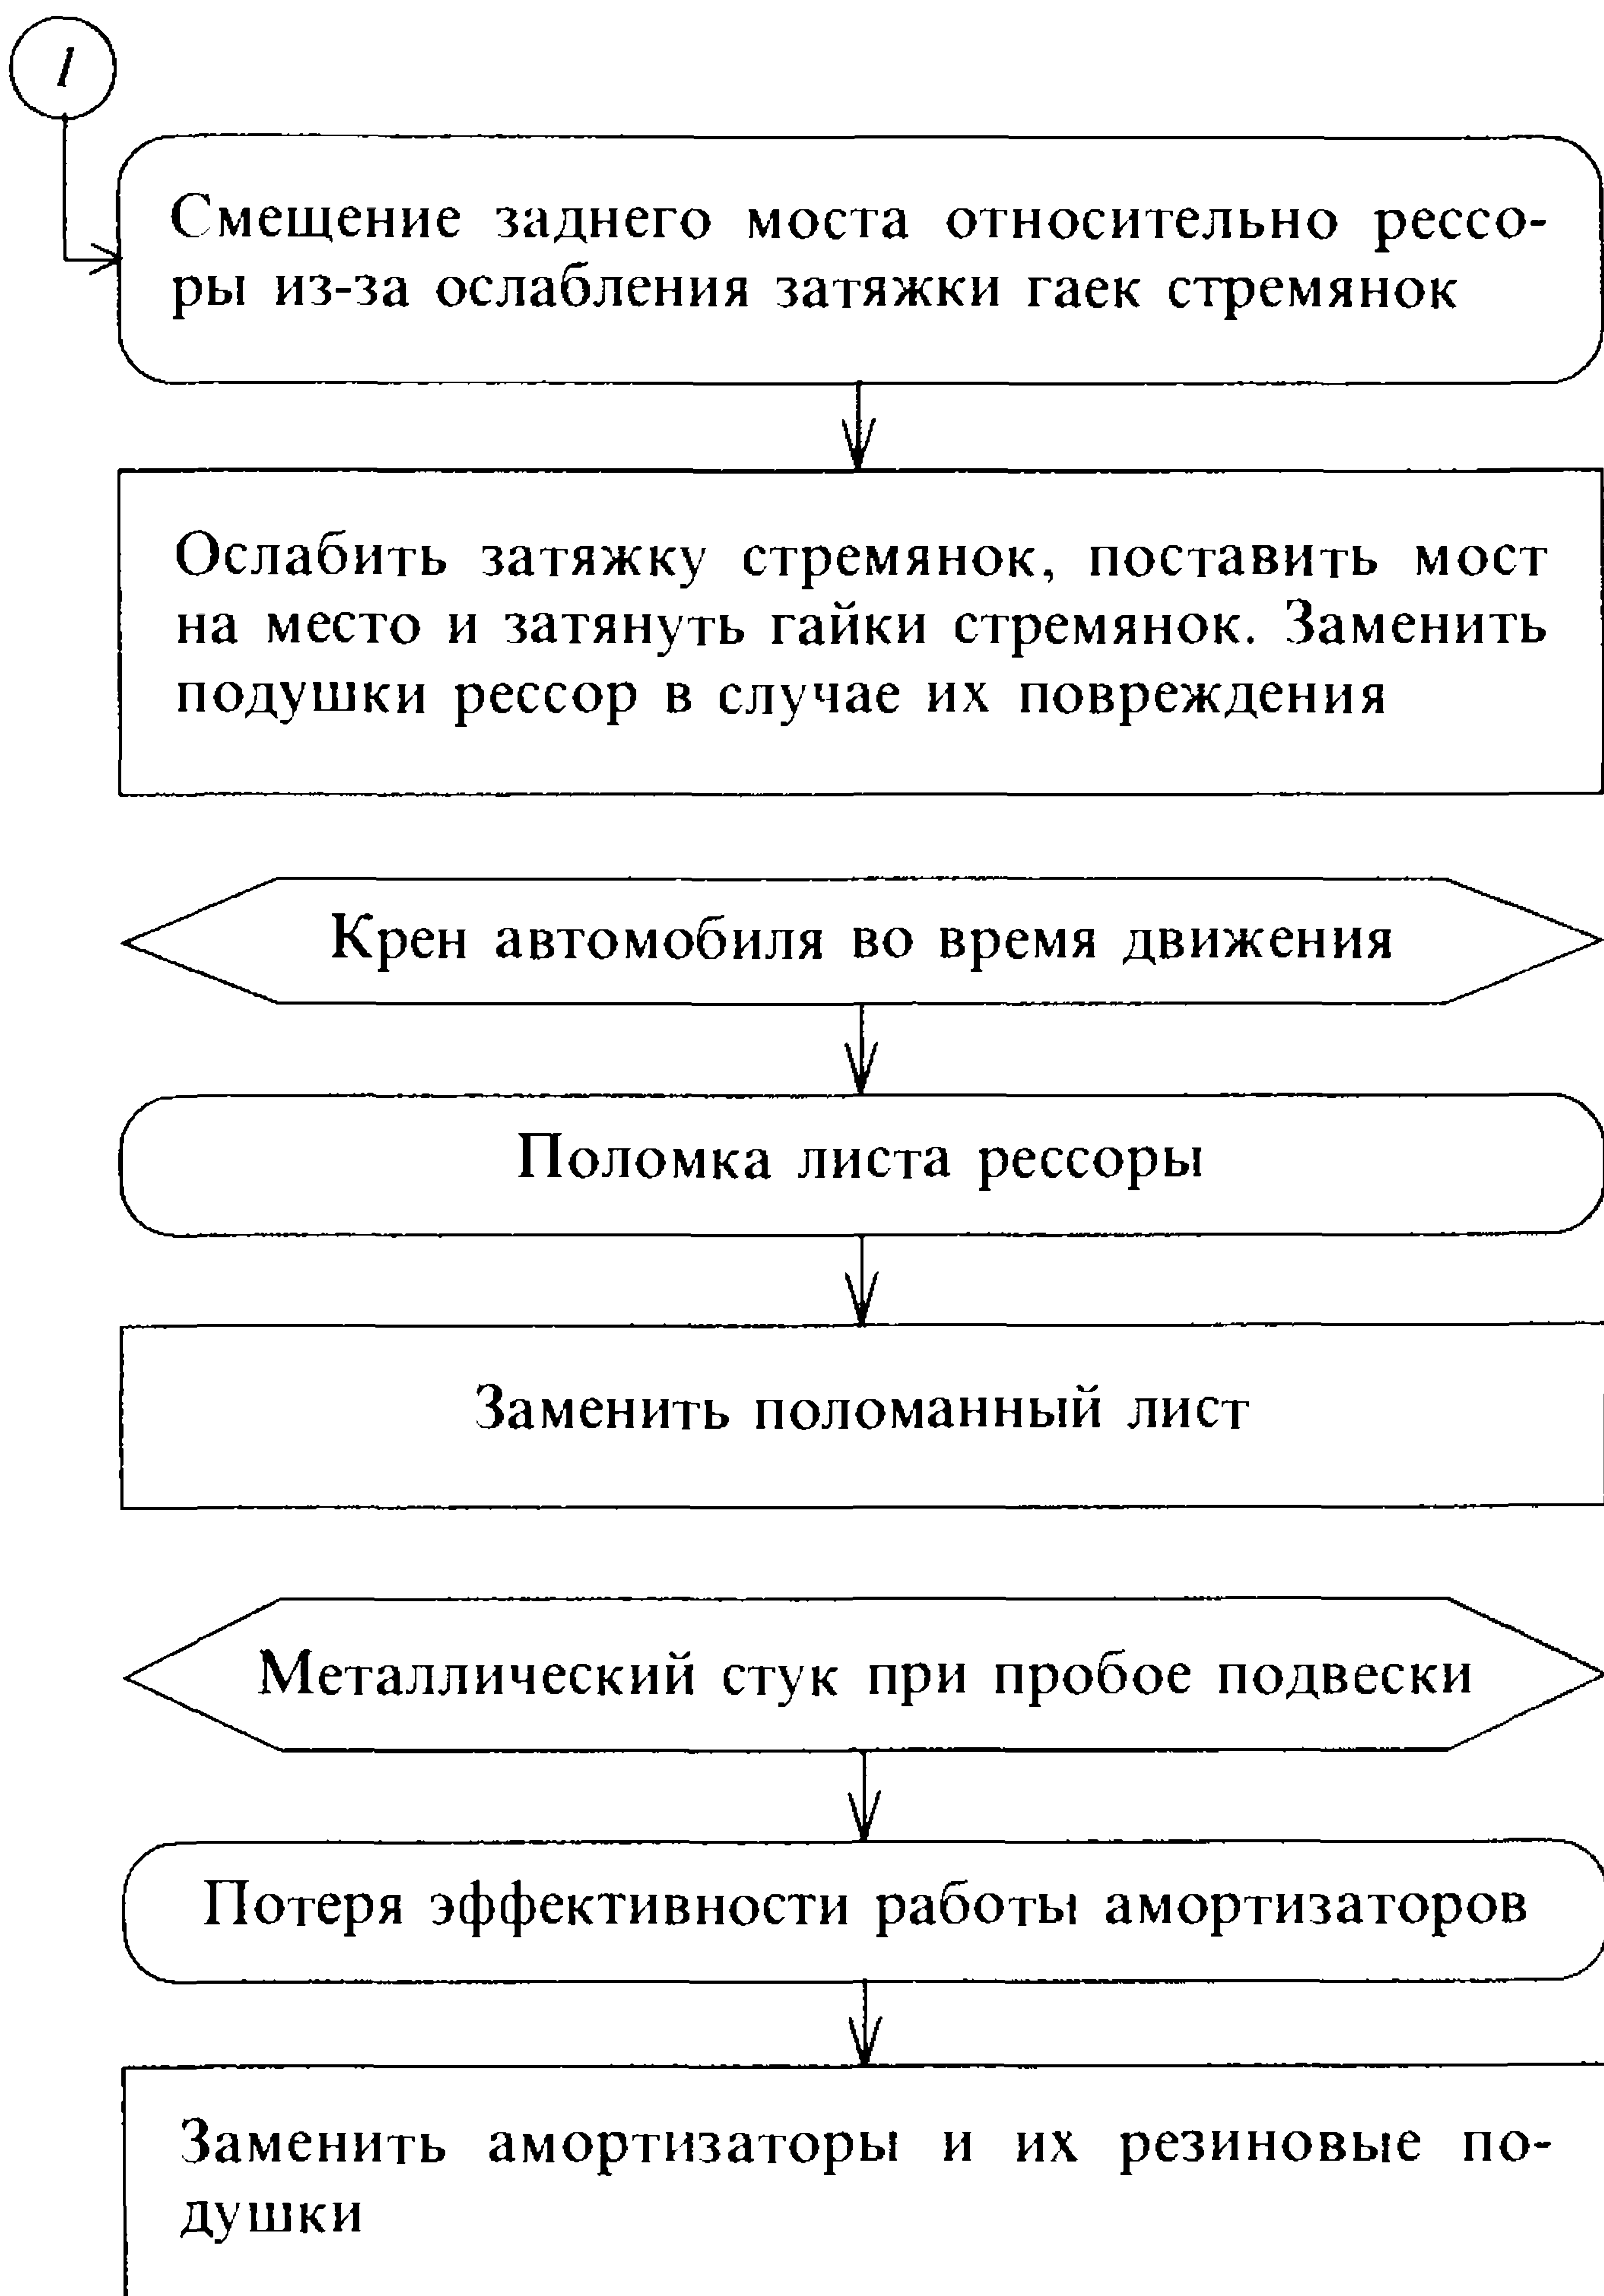 1
Смещение заднего моста относительно рессо-
ры из-за ослабления затяжки гаек стремянок
Ослабить затяжку стремянок, поставить мост
на место и затянуть гайки стремянок. Заменить
подушки рессор в случае их повреждения
Крен автомобиля во время движения
Поломка листа рессоры
Заменить поломанный лист
Металлический стук при пробое подвески
Потеря эффективности работы амортизаторов
Заменить амортизаторы и их резиновые по-
душки